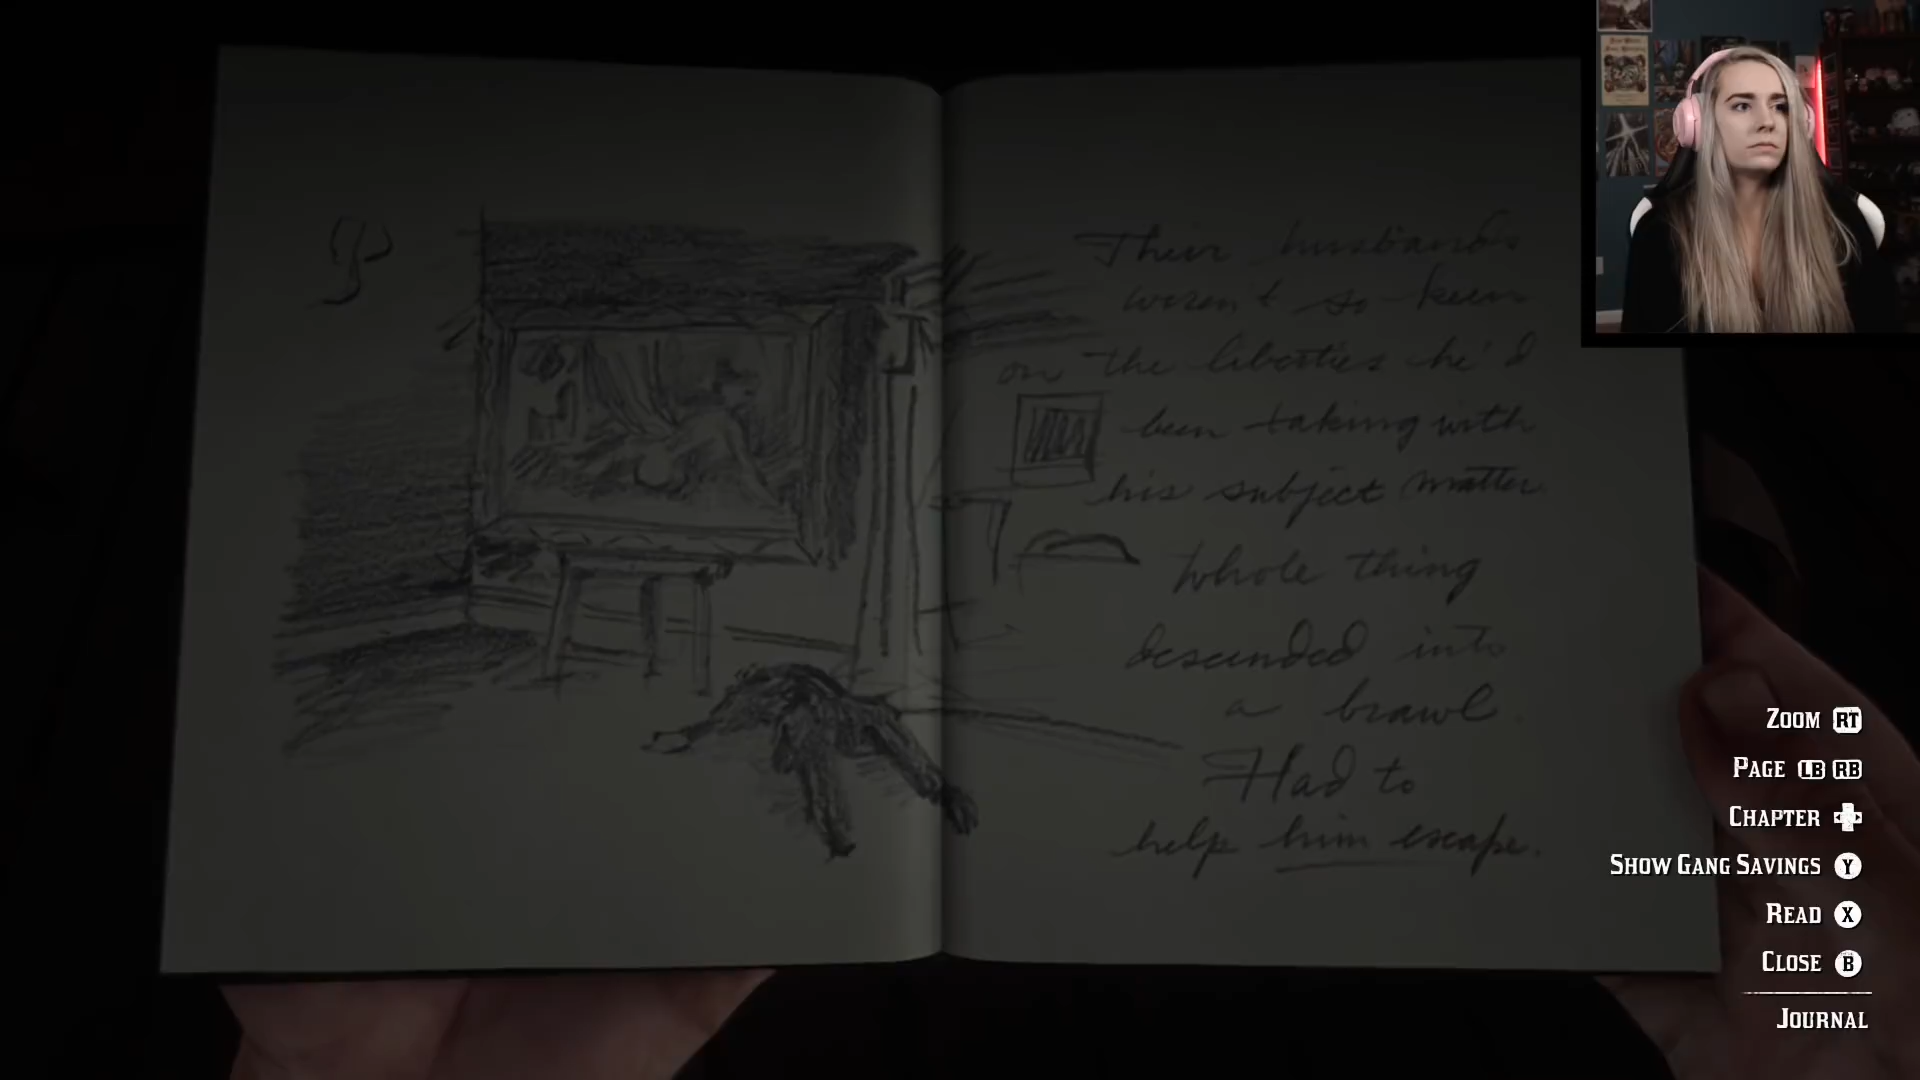 Their husbands
weren't so keen
on the liberties he'd
been taking with
his subject matter.
Whole thing
descended into
a brawl.
Had to
help him escape.
ZOOM RT
PAGE LB RB
CHAPTER
SHOW GANG SAVINGS Y
READ X
CLOSE B
JOURNAL